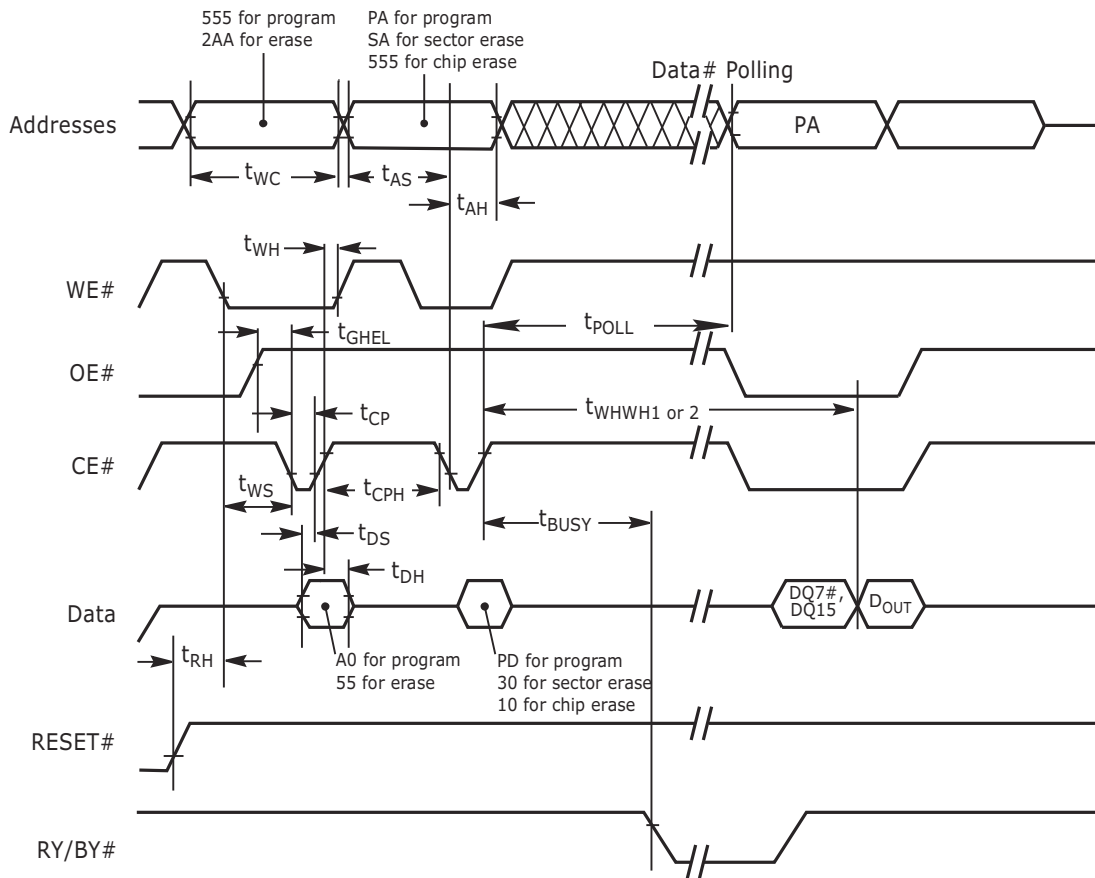 555 for program
2AA for erase
PA for program
SA for sector erase
555 for chip erase
Data# Polling
Addresses
PA
tWC
tAS
tAH
tWH
WE#
tGHEL
tPOLL
OE#
tCP
tWHWH1 or 2
CE#
tWS
tCPH
tDS
tBUSY
tDH
Data
DQ7#,
DQ15
DOUT
tRH
A0 for program
55 for erase
PD for program
30 for sector erase
10 for chip erase
RESET#
RY/BY#